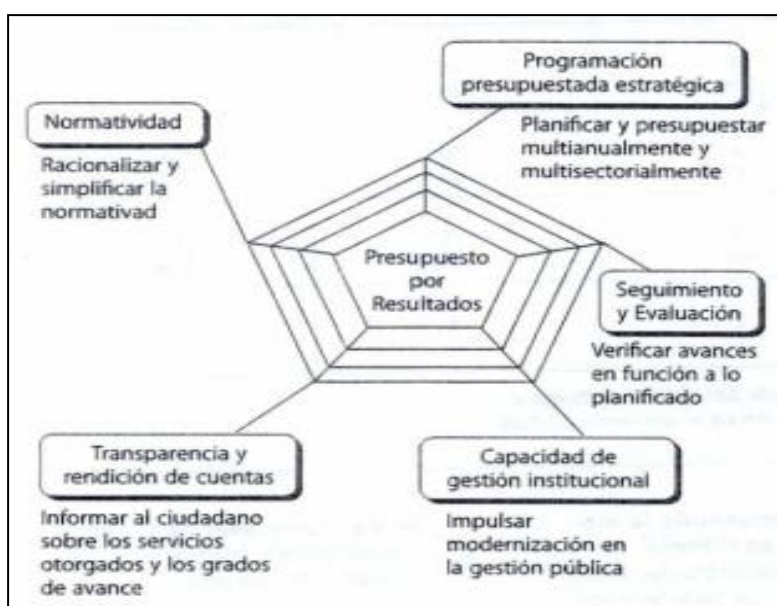 Programación
presupuestada estratégica
Planificar y presupuestar
multianualmente y
multisectorialmente
Normatividad
Racionalizar y
simplificar la
normativad
Presupuesto
por
Resultados
Seguimiento
y Evaluación
Verificar avances
en función a lo
planificado
Transparencia y
rendición de cuentas
Informar al ciudadano
sobre los servicios
otorgados y los grados
de avance
Capacidad de
gestión institucional
Impulsar
modernización en
la gestión pública